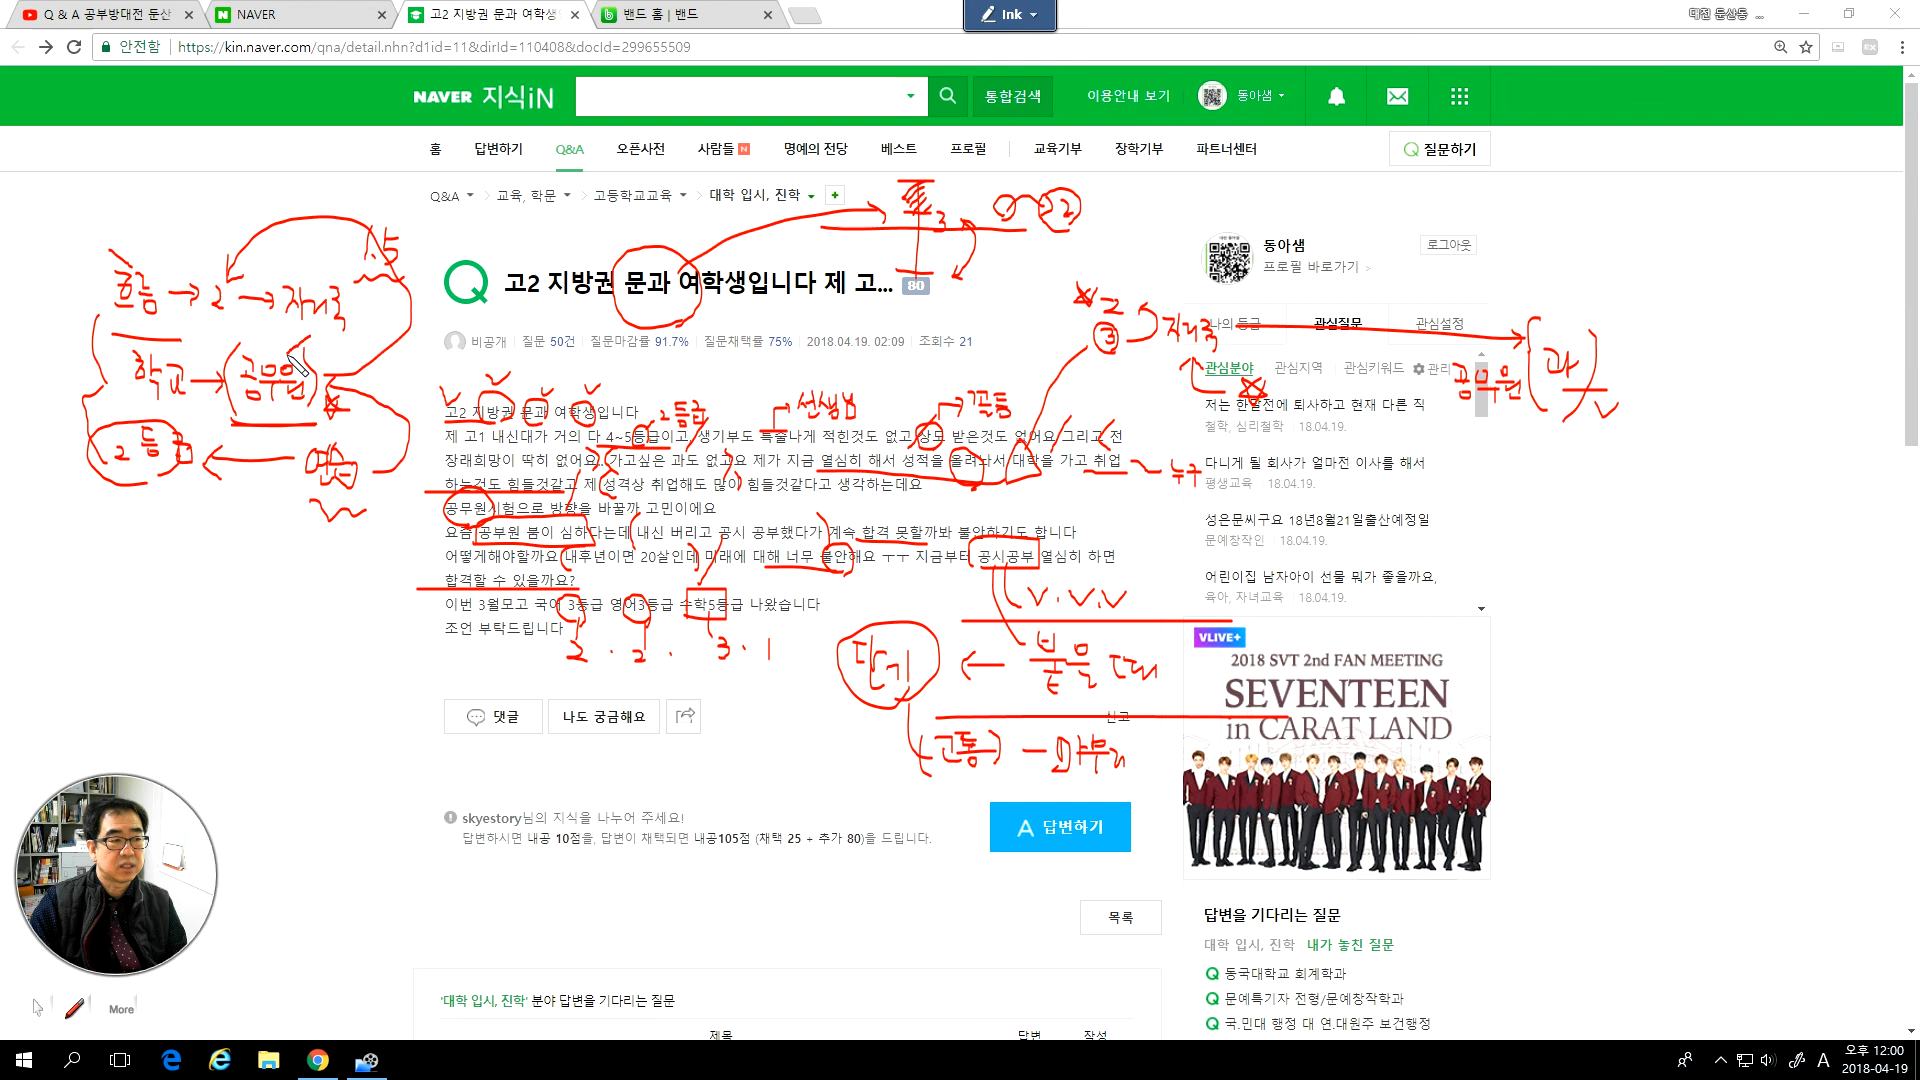 Q & A 공부방대전 둔산
NAVER
고2 지방권 문과 여학생
밴드 홈 | 밴드
Ink
대전 둔산동 ...
안전함
https://kin.naver.com/qna/detail.nhn?d1id=11&dirId=110408&docId=299655509
NAVER 지식iN
통합검색
이용안내 보기
동아샘
홈 답변하기 Q&A 오픈사전 사람들 N 명예의 전당 베스트 프로필 교육기부 장학기부 파트너센터
질문하기
Q&A 교육, 학문 고등학교교육 대학 입시, 진학 +
3 2
1.5
흐름 → 2 → 자기주
학교 → 공무원
2등급
고2 지방권 문과 여학생입니다 제 고... 80
비공개 질문 50건 질문마감률 91.7% 질문채택률 75% 2018.04.19. 02:09 조회수 21
2등급
선생님
고2 지방권 문과 여학생입니다
제 고1 내신대가 거의 다 4~5등급이고, 생기부도 특출나게 적힌것도 없고 상도 받은것도 없어요 그리고 전
장래희망이 딱히 없어요.. 가고싶은 과도 없고요 제가 지금 열심히 해서 성적을 올려놔서 대학을 가고 취업
하는것도 힘들것같고 제 성격상 취업해도 많이 힘들것같다고 생각하는데요
공무원시험으로 방향을 바꿀까 고민이에요
요즘 공부원 붐이 심하다는데 내신 버리고 공시 공부했다가 계속 합격 못할까봐 불안하기도 합니다
어떻게해야할까요 내후년이면 20살인데 미래에 대해 너무 불안해요 ㅜㅜ 지금부터 공시공부 열심히 하면
합격할 수 있을까요?
이번 3월모고 국어 3등급 영어3등급 수학5등급 나왔습니다
조언 부탁드립니다
2 . 2 . 3 . 1
단기
(고통) - 마무리
댓글
나도 궁금해요
신고
skyestory님의 지식을 나누어 주세요!
답변하시면 내공 10점을, 답변이 채택되면 내공105점 (채택 25 + 추가 80)을 드립니다.
답변하기
목록
'대학 입시, 진학' 분야 답변을 기다리는 질문
제목 답변 작성
동아샘
로그아웃
프로필 바로가기 >
나의 등급 관심질문 관심설정
2
3
공무원 (과)
관심분야 관심지역 관심키워드 관리
저는 한달전에 퇴사하고 현재 다른 직
철학, 심리철학 18.04.19.
다니게 될 회사가 얼마전 이사를 해서
평생교육 18.04.19.
성은문씨구요 18년8월21일출산예정일
문예창작인 18.04.19.
어린이집 남자아이 선물 뭐가 좋을까요,
육아, 자녀교육 18.04.19.
VLIVE+
2018 SVT 2nd FAN MEETING
SEVENTEEN
in CARAT LAND
답변을 기다리는 질문
대학 입시, 진학 내가 놓친 질문
동국대학교 회계학과
문예특기자 전형/문예창작학과
국.민대 행정 대 연.대원주 보건행정
More
A
오후 12:00
2018-04-19